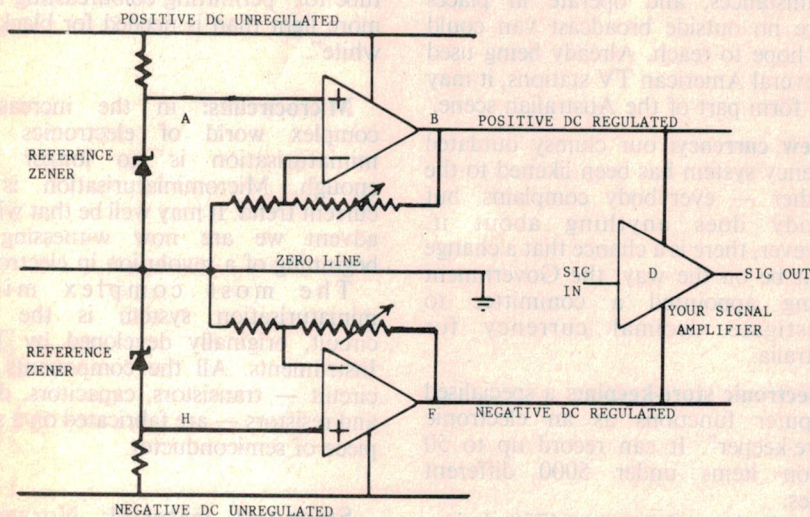 POSITIVE DC UNREGULATED
+
A
B
POSITIVE DC REGULATED
REFERENCE
ZENER
ZERO LINE
SIG
IN
D
SIG OUT
YOUR SIGNAL
AMPLIFIER
REFERENCE
ZENER
F
NEGATIVE DC REGULATED
H
+
NEGATIVE DC UNREGULATED